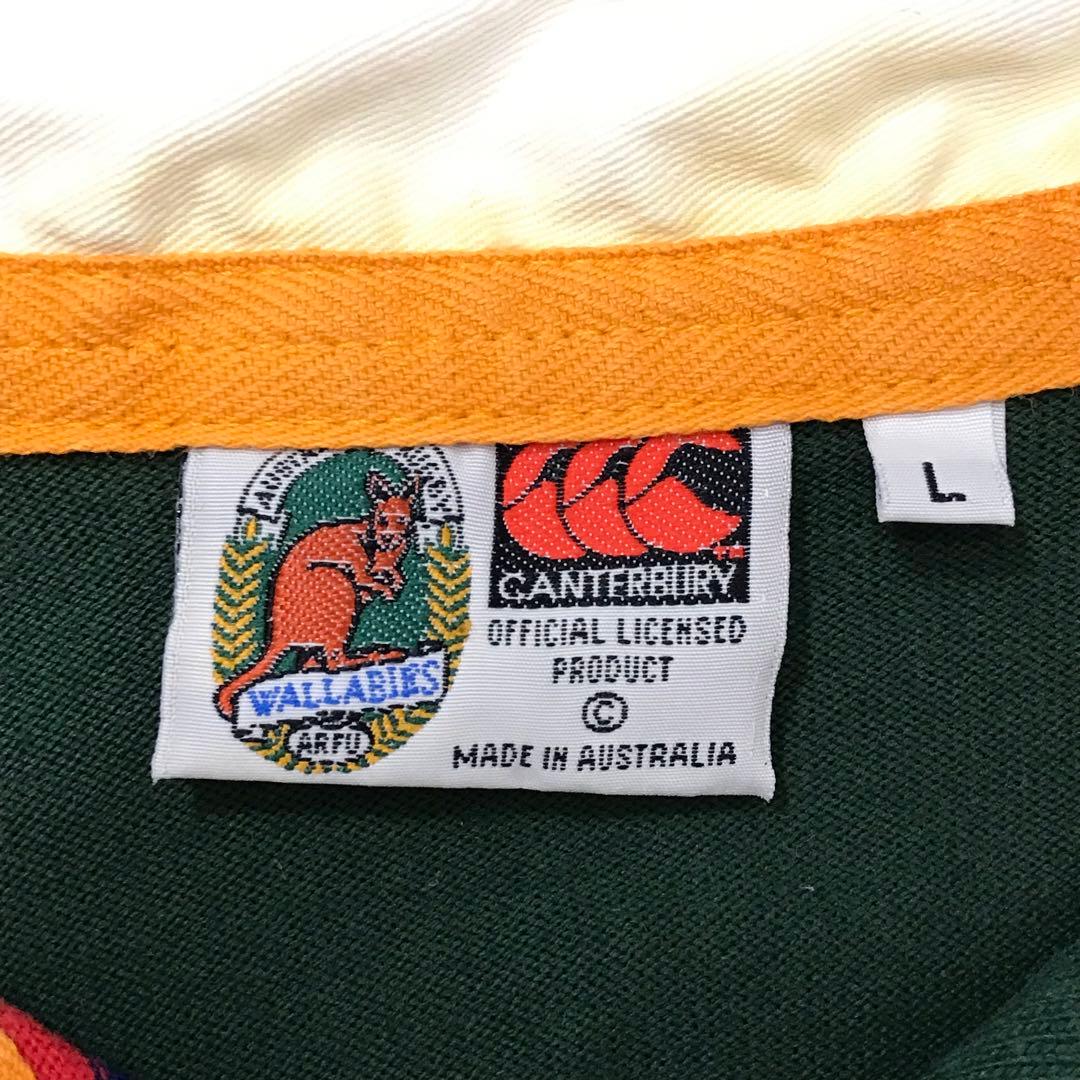 WALLABIES
ARFU
CANTERBURY
OFFICIAL LICENSED
PRODUCT
©
MADE IN AUSTRALIA
L